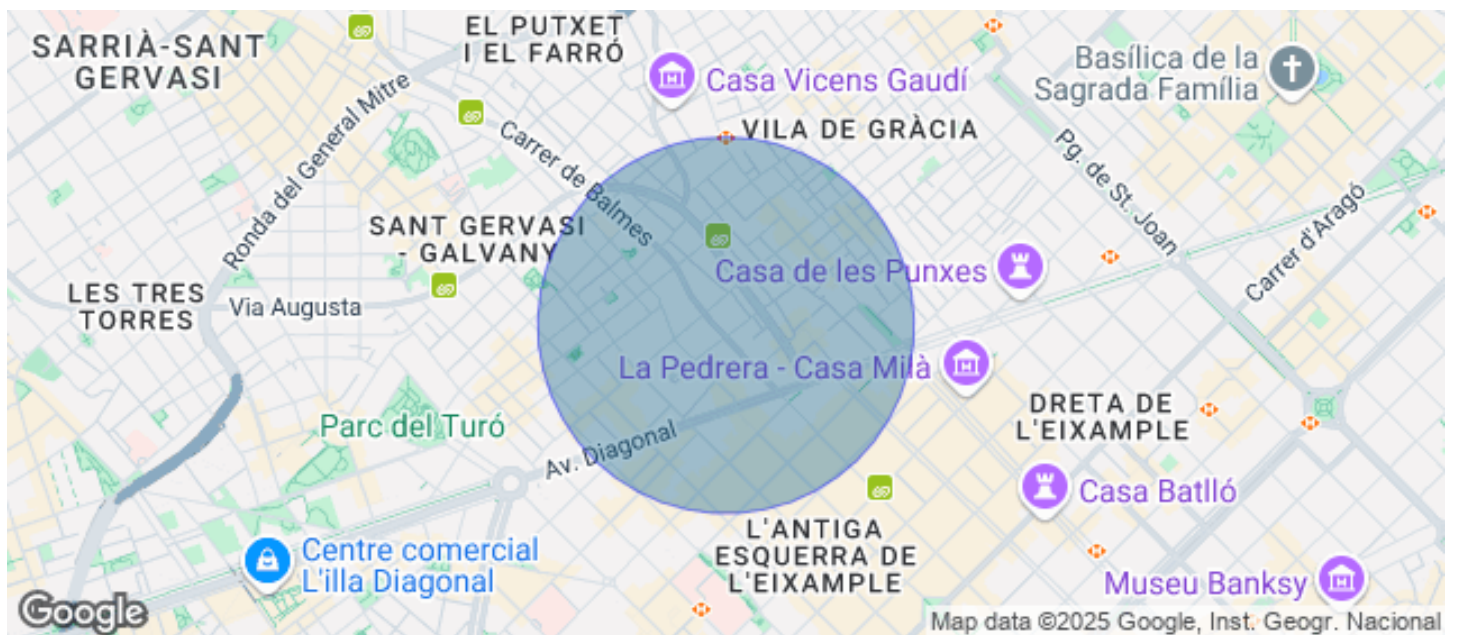 SARRIÀ-SANT
GERVASI
EL PUTXET
I EL FARRÓ
Casa Vicens Gaudí
Basílica de la
Sagrada Família
VILA DE GRÀCIA
Ronda del General Mitre
Carrer de Balmes
Pg. de St. Joan
Carrer d'Aragó
SANT GERVASI
- GALVANY
Casa de les Punxes
LES TRES
TORRES
Via Augusta
La Pedrera - Casa Milà
Parc del Turó
Av. Diagonal
DRETA DE
L'EIXAMPLE
Casa Batlló
L'ANTIGA
ESQUERRA DE
L'EIXAMPLE
Centre comercial
L'illa Diagonal
Museu Banksy
Google
Map data ©2025 Google, Inst. Geogr. Nacional